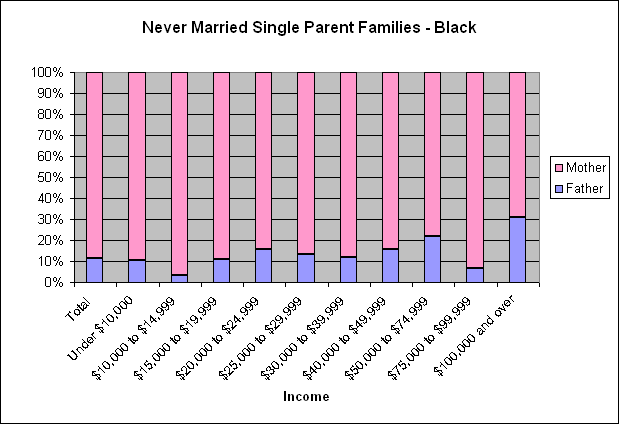 Never Married Single Parent Families - Black
100%
90%
80%
70%
60%
50%
40%
30%
20%
10%
0%
Mother
Father
Total
Under $10,000
$10,000 to $14,999
$15,000 to $19,999
$20,000 to $24,999
$25,000 to $29,999
$30,000 to $39,999
$40,000 to $49,999
$50,000 to $74,999
$75,000 to $99,999
$100,000 and over
Income